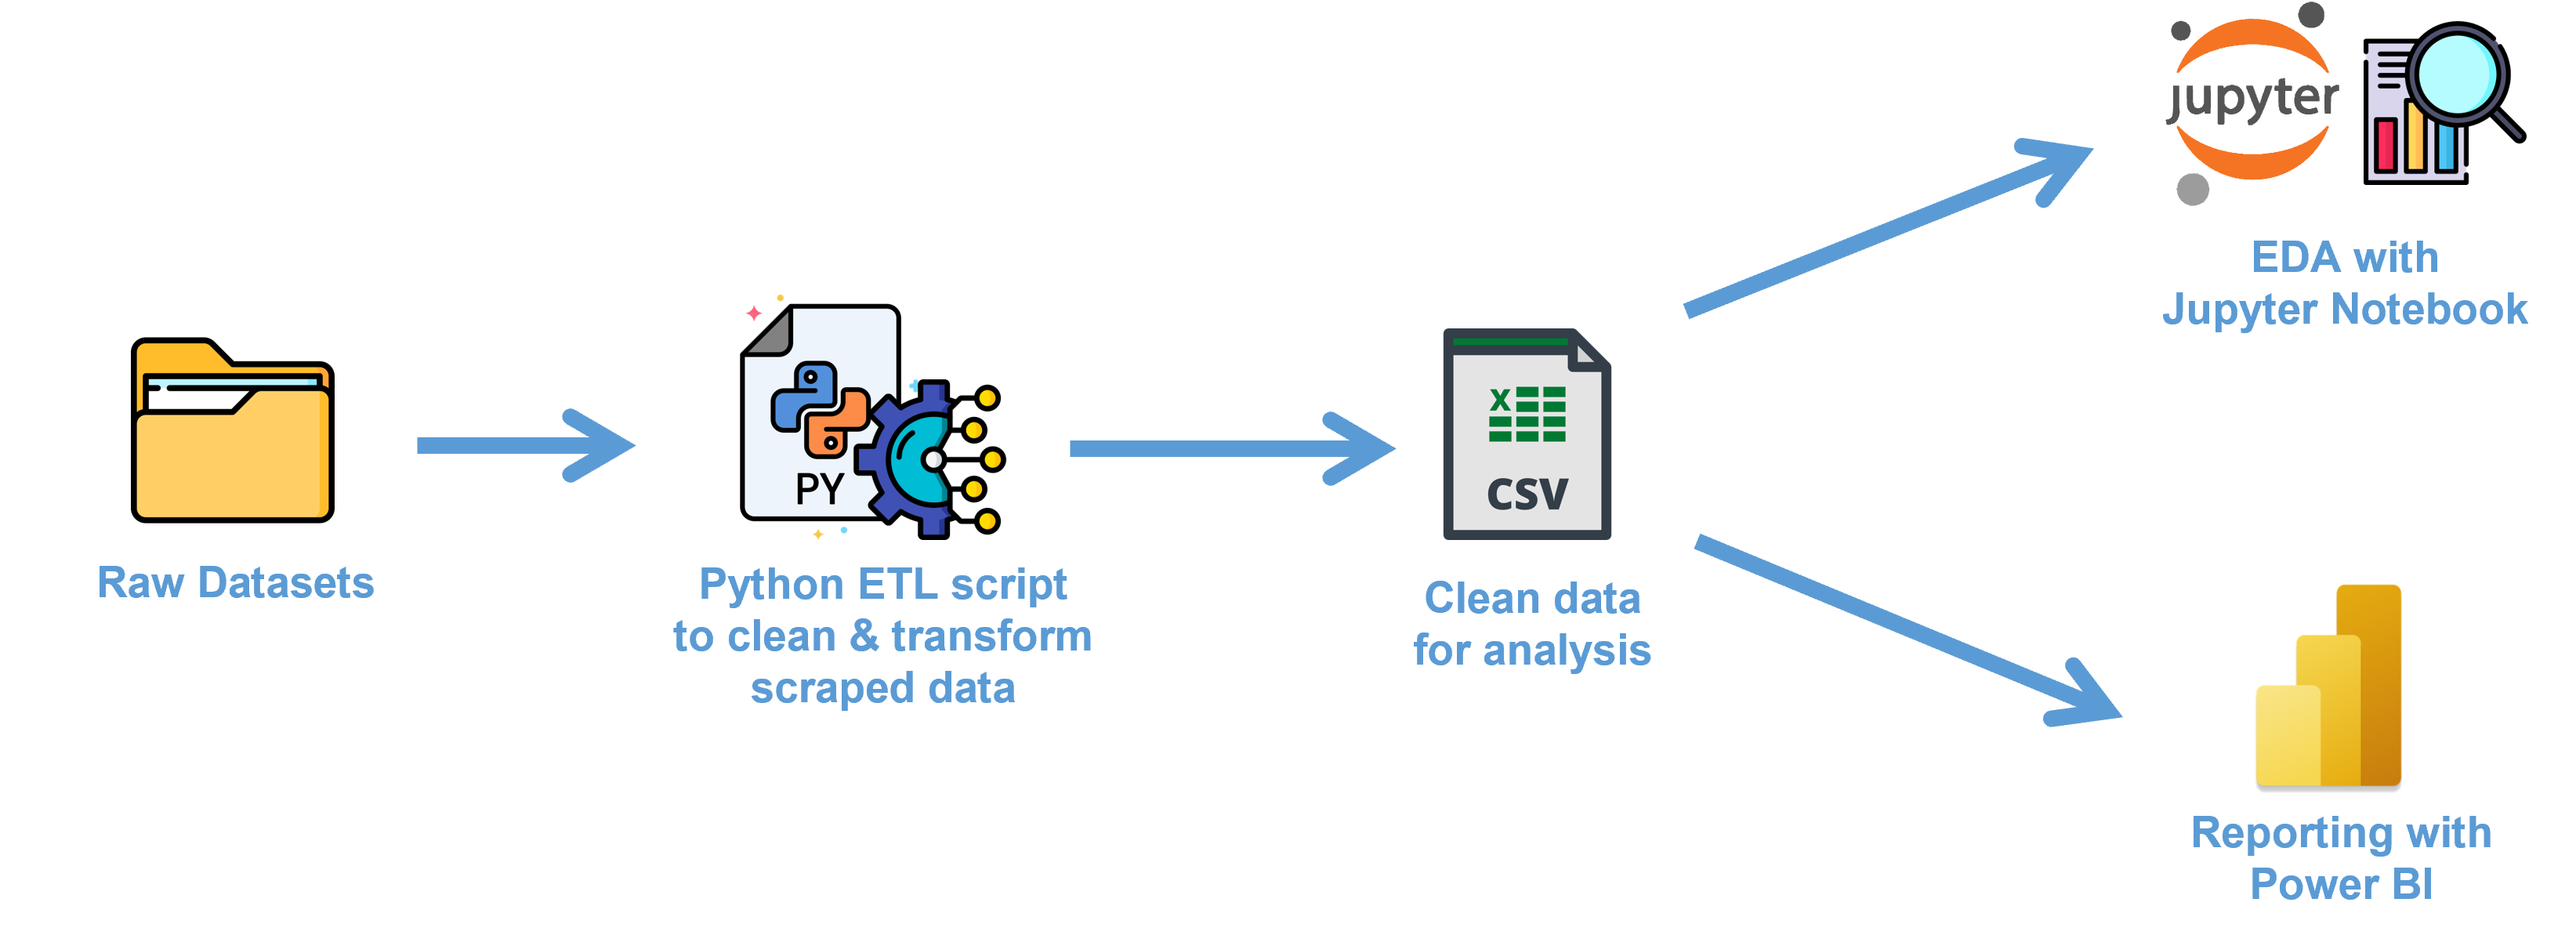 jupyter
EDA with
Jupyter Notebook
PY
X
CSV
Raw Datasets
Python ETL script
to clean & transform
scraped data
Clean data
for analysis
Reporting with
Power BI